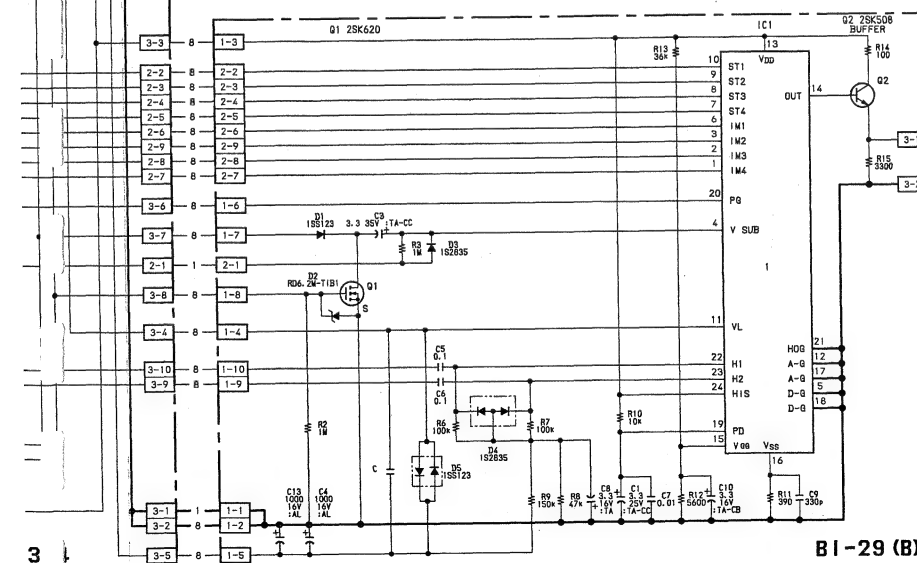 Q1 2SK620
IC1
Q2 2SK508
BUFFER
3-3 8 1-3
2-2 8 2-2
2-3 8 2-3
2-4 8 2-4
2-5 8 2-5
2-6 8 2-6
2-9 8 2-9
2-8 8 2-8
2-7 8 2-7
3-6 8 1-6
3-7 8 1-7
2-1 1 2-1
3-8 8 1-8
3-4 8 1-4
3-10 8 1-10
3-9 8 1-9
3-1 1 1-1
3-2 8 1-2
3-5 8 1-5
R13
36k
13
VDD
R14
100
Q2
10 ST1
9 ST2
8 ST3
7 ST4
6 IM1
3 IM2
2 IM3
1 IM4
OUT 14
R15
3300
20 PG
4 V SUB
1
11 VL
22 H1
23 H2
24 HIS
19 PD
15 VGG
VSS
16
HOG 21
A-G 12
A-G 17
D-G 5
D-G 18
D1
1SS123
C3
3.3 35V :TA-CC
R3
1M
D3
1S2835
D2
RD6.2M-T1B1
Q1
S
C5
0.1
C6
0.1
R6
100k
R7
100k
D4
1S2835
R10
10k
R2
1M
C
D5
1SS123
C13
1000
16V
:AL
C4
1000
16V
:AL
R9
150k
R8
47k
C8
3.3
16V
:TA
C1
3.3
25V
:TA-CC
C7
0.01
R12
5600
C10
3.3
16V
:TA-CB
R11
390
C9
330p
3 4
B1-29 (B)